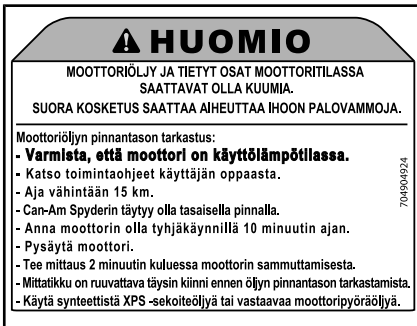 HUOMIO
MOOTTORIÖLJY JA TIETYT OSAT MOOTTORITILASSA
SAATTAVAT OLLA KUUMIA.
SUORA KOSKETUS SAATTAA AIHEUTTAA IHOON PALOVAMMOJA.
Moottoriöljyn pinnantason tarkastus:
- Varmista, että moottori on käyttölämpötilassa.
- Katso toimintaohjeet käyttäjän oppaasta.
- Aja vähintään 15 km.
- Can-Am Spyderin täytyy olla tasaisella pinnalla.
- Anna moottorin olla tyhjäkäynnillä 10 minuutin ajan.
- Pysäytä moottori.
- Tee mittaus 2 minuutin kuluessa moottorin sammuttamisesta.
- Mittatikku on ruuvattava täysin kiinni ennen öljyn pinnantason tarkastamista.
- Käytä synteettistä XPS -sekoiteöljyä tai vastaavaa moottoripyöräöljyä.
704904924